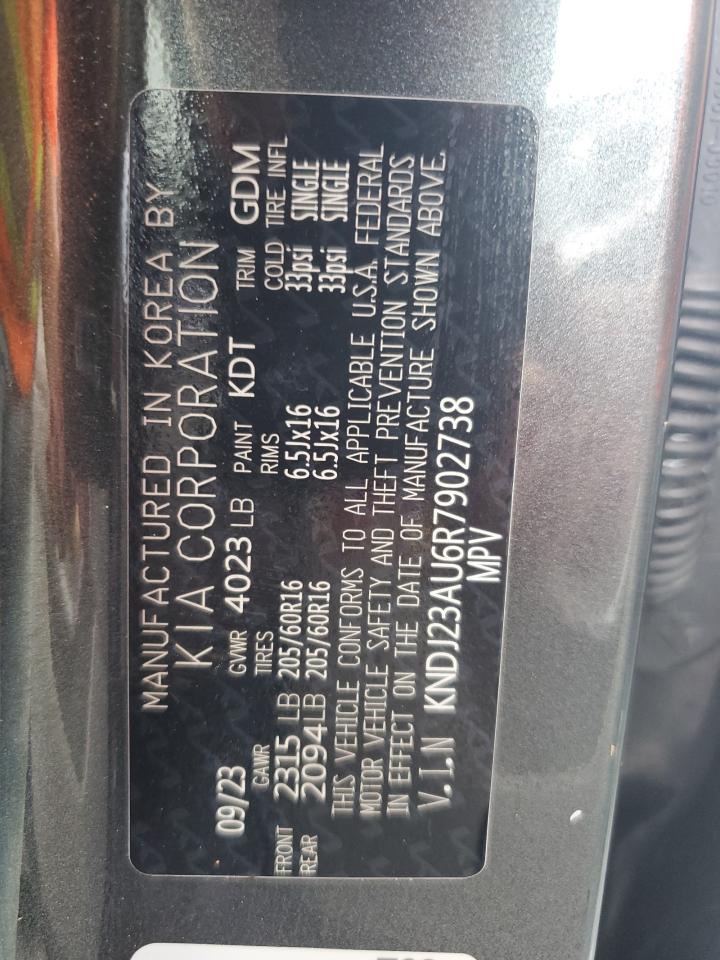 MANUFACTURED IN KOREA BY
KIA CORPORATION
09/23 GVWR 4023 LB PAINT KDT TRIM GDM
GAWR TIRES RIMS COLD TIRE INFL
FRONT 2315 LB 205/60R16 6.5Jx16 33psi SINGLE
REAR 2094LB 205/60R16 6.5Jx16 33psi SINGLE
THIS VEHICLE CONFORMS TO ALL APPLICABLE U.S.A. FEDERAL
MOTOR VEHICLE SAFETY AND THEFT PREVENTION STANDARDS
IN EFFECT ON THE DATE OF MANUFACTURE SHOWN ABOVE.
V.I.N KNDJ23AU6R7902738
MPV